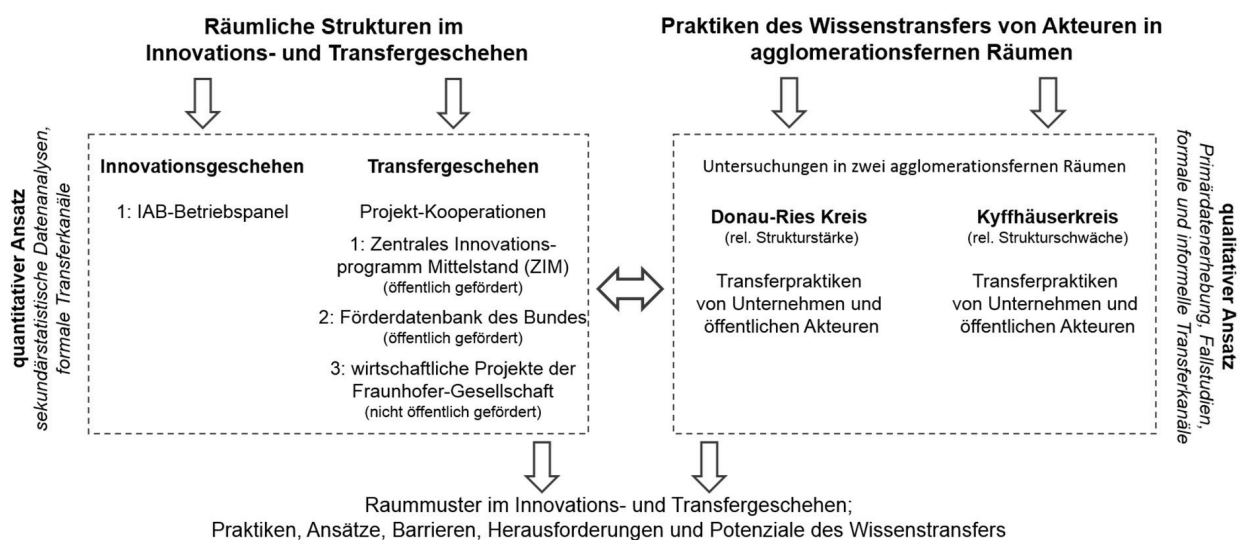 Räumliche Strukturen im
Innovations- und Transfergeschehen
Praktiken des Wissenstransfers von Akteuren in
agglomerationsfernen Räumen
quantitativer Ansatz
sekundärstatistische Datenanalysen,
formale Transferkanäle
Innovationsgeschehen
1: IAB-Betriebspanel
Transfergeschehen
Projekt-Kooperationen
1: Zentrales Innovations-
programm Mittelstand (ZIM)
(öffentlich gefördert)
2: Förderdatenbank des Bundes
(öffentlich gefördert)
3: wirtschaftliche Projekte der
Fraunhofer-Gesellschaft
(nicht öffentlich gefördert)
Untersuchungen in zwei agglomerationsfernen Räumen
Donau-Ries Kreis
(rel. Strukturstärke)
Transferpraktiken
von Unternehmen und
öffentlichen Akteuren
Kyffhäuserkreis
(rel. Strukturschwäche)
Transferpraktiken
von Unternehmen und
öffentlichen Akteuren
qualitativer Ansatz
Primärdatenerhebung, Fallstudien,
formale und informelle Transferkanäle
Raummuster im Innovations- und Transfergeschehen;
Praktiken, Ansätze, Barrieren, Herausforderungen und Potenziale des Wissenstransfers